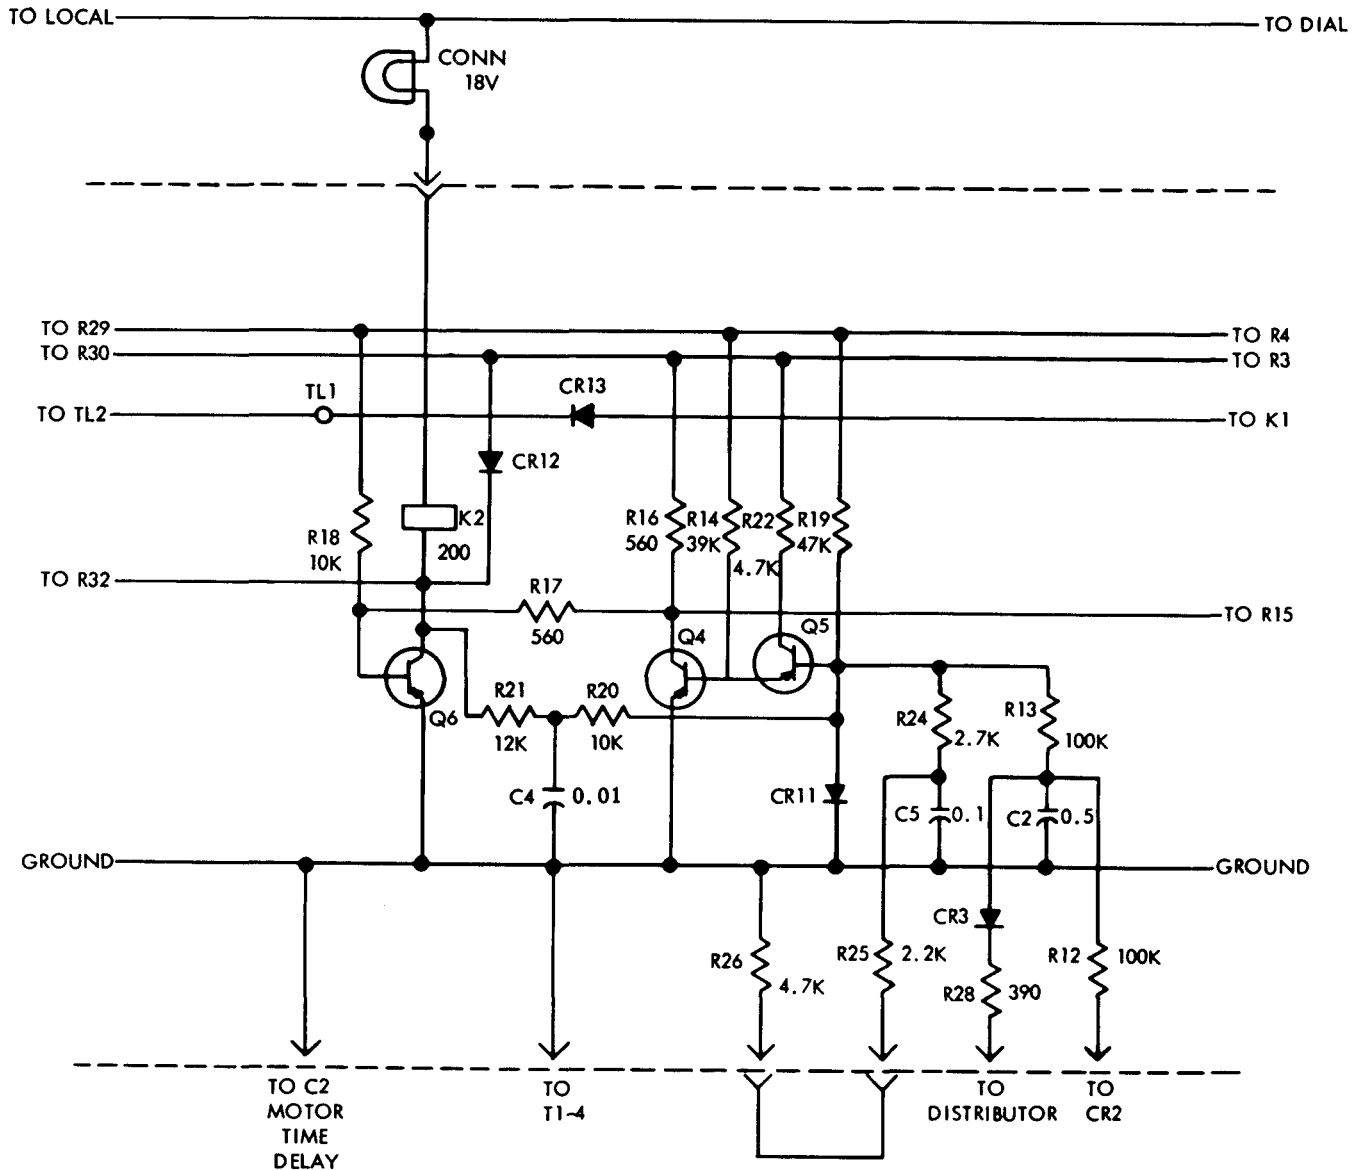 TO LOCAL
TO DIAL
CONN
18V
TO R29
TO R4
TO R30
TO R3
TL1
CR13
TO TL2
TO K1
CR12
R18
10K
K2
200
R16
560
R14
39K
R22
4.7K
R19
47K
TO R32
R17
560
TO R15
Q4
Q5
Q6
R21
12K
R20
10K
R24
2.7K
R13
100K
C4
0.01
CR11
C5
0.1
C2
0.5
GROUND
GROUND
CR3
R26
4.7K
R25
2.2K
R28
390
R12
100K
TO C2
MOTOR
TIME
DELAY
TO
T1-4
TO
DISTRIBUTOR
TO
CR2